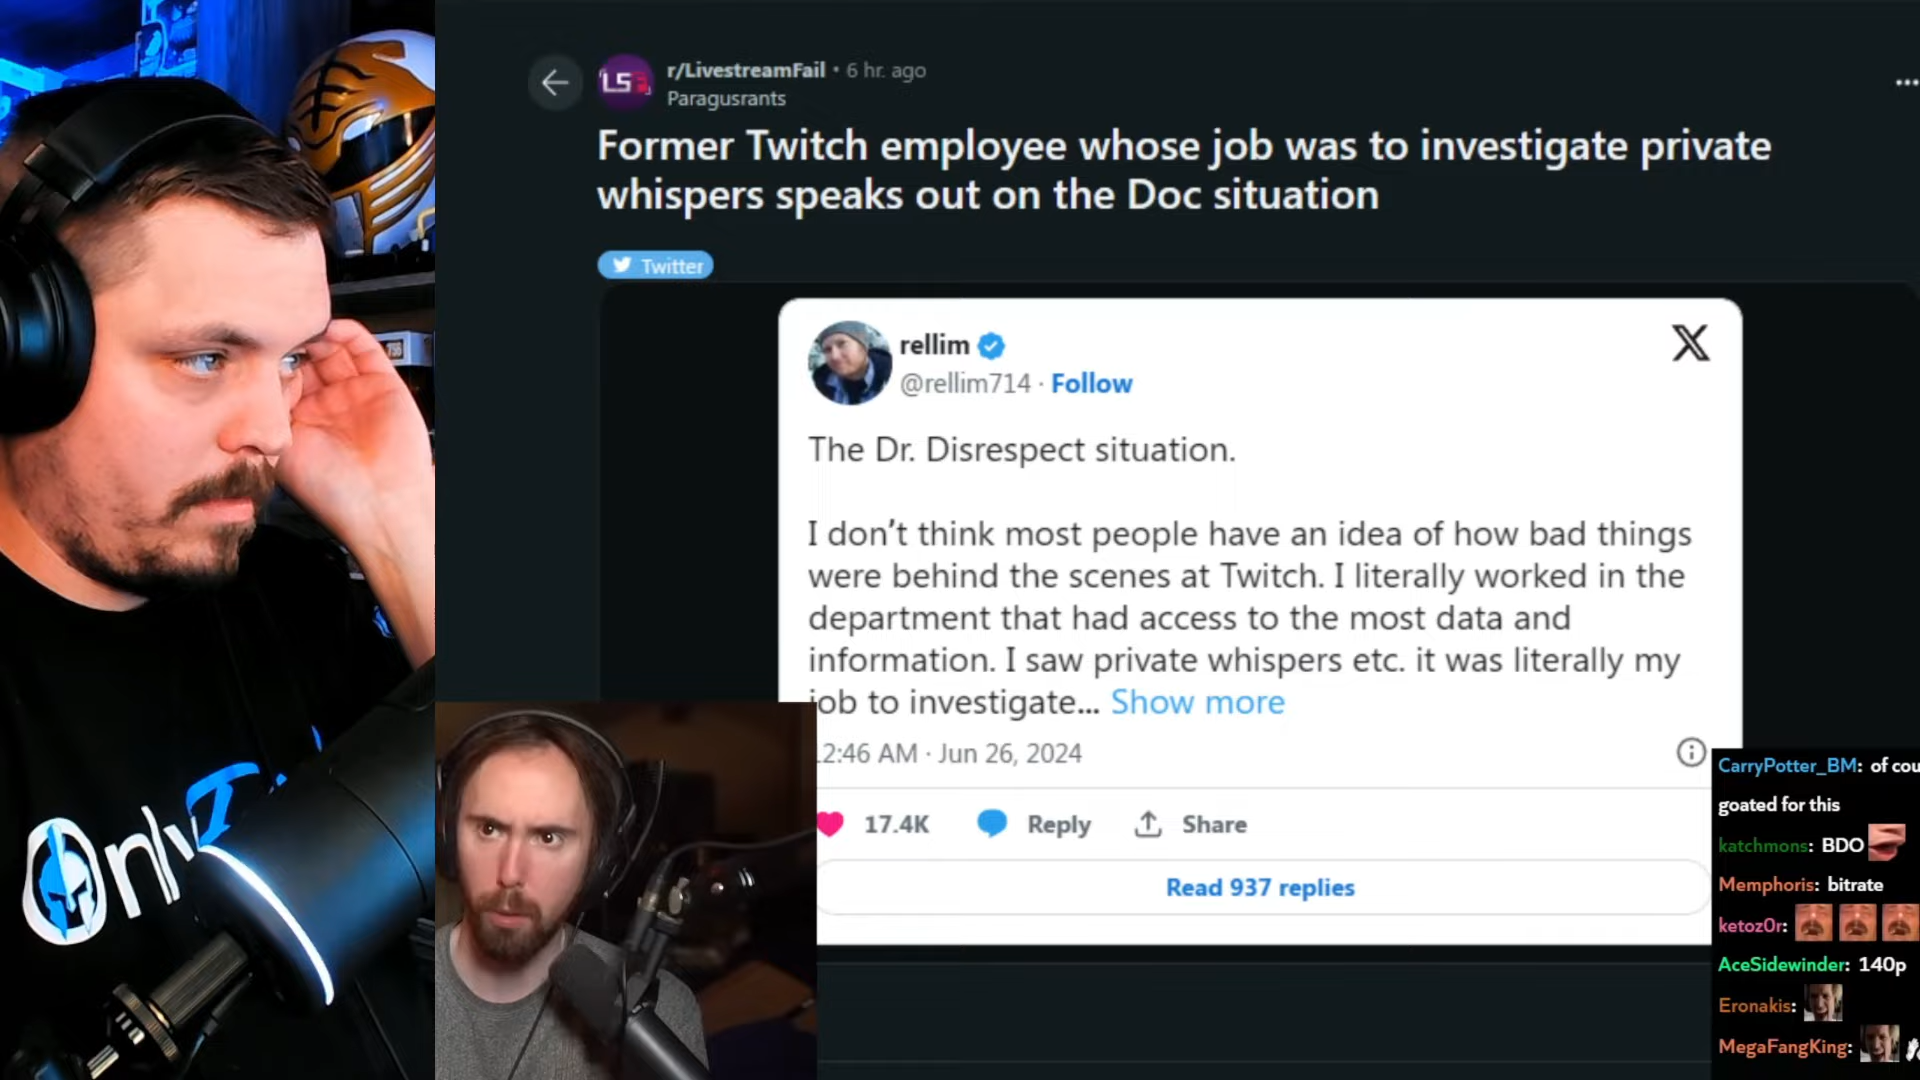 r/LivestreamFail • 6 hr. ago
Paragusrants
Former Twitch employee whose job was to investigate private
whispers speaks out on the Doc situation
Twitter
rellim
@rellim714 · Follow
The Dr. Disrespect situation.
I don't think most people have an idea of how bad things
were behind the scenes at Twitch. I literally worked in the
department that had access to the most data and
information. I saw private whispers etc. it was literally my
job to investigate... Show more
2:46 AM · Jun 26, 2024
17.4K Reply Share
Read 937 replies
CarryPotter_BM: of cou
goated for this
katchmons: BDO
Memphoris: bitrate
ketoz0r:
AceSidewinder: 140p
Eronakis:
MegaFangKing:
Only
LSF